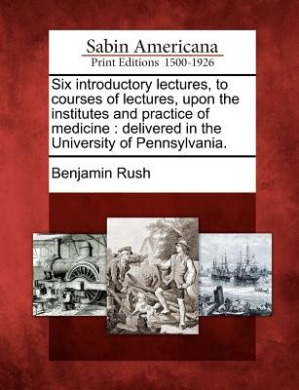 Sabin Americana
Print Editions 1500-1926
Six introductory lectures, to
courses of lectures, upon the
institutes and practice of
medicine : delivered in the
University of Pennsylvania.
Benjamin Rush